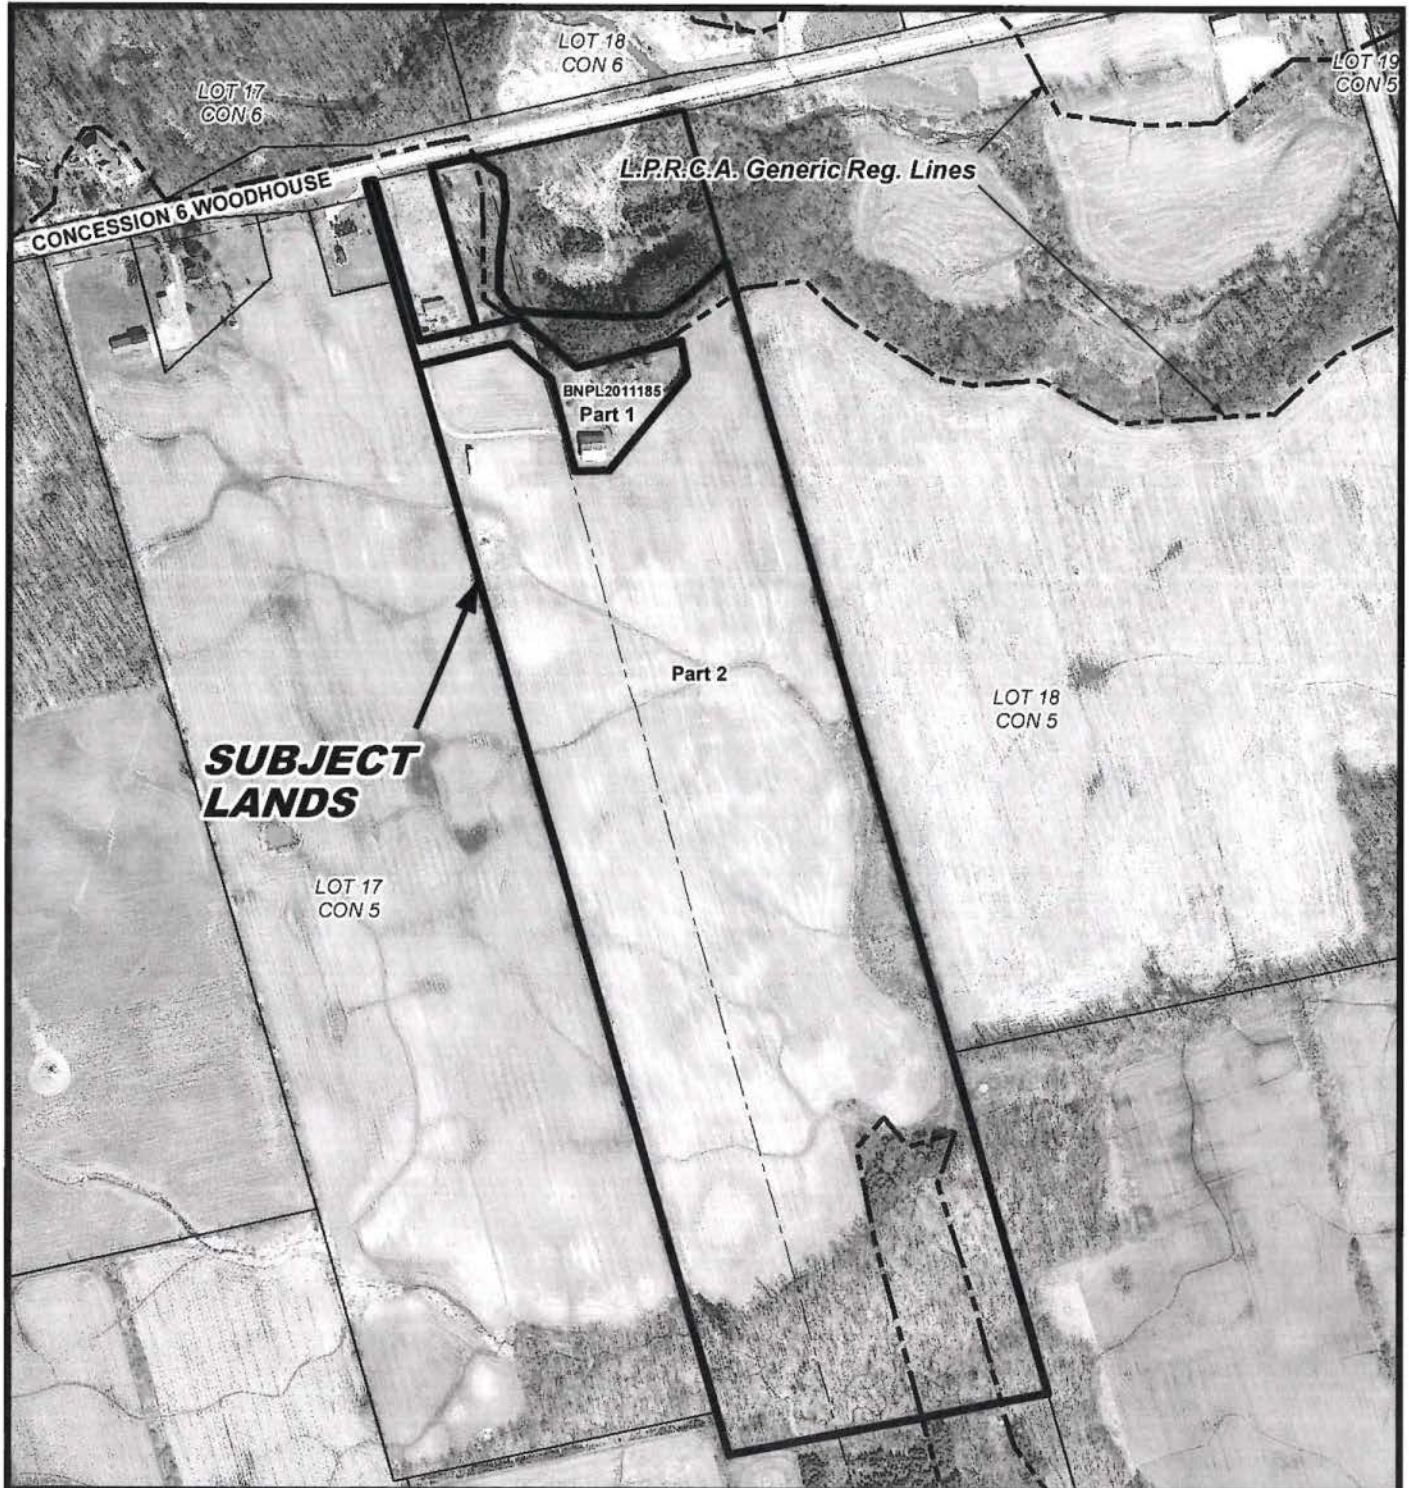 LOT 18
CON 6
LOT 19
CON 5
LOT 17
CON 6
L.P.R.C.A. Generic Reg. Lines
CONCESSION 6 WOODHOUSE
BNPL2011185
Part 1
Part 2
LOT 18
CON 5
SUBJECT
LANDS
LOT 17
CON 5